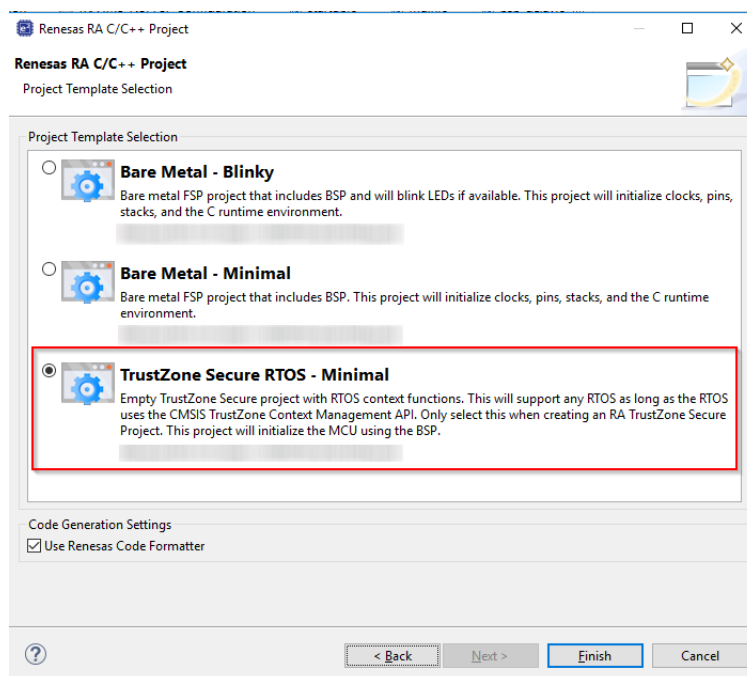 Renesas RA C/C++ Project
Renesas RA C/C++ Project
Project Template Selection
Project Template Selection
Bare Metal - Blinky
Bare metal FSP project that includes BSP and will blink LEDs if available. This project will initialize clocks, pins,
stacks, and the C runtime environment.
Bare Metal - Minimal
Bare metal FSP project that includes BSP. This project will initialize clocks, pins, stacks, and the C runtime
environment.
TrustZone Secure RTOS - Minimal
Empty TrustZone Secure project with RTOS context functions. This will support any RTOS as long as the RTOS
uses the CMSIS TrustZone Context Management API. Only select this when creating an RA TrustZone Secure
Project. This project will initialize the MCU using the BSP.
Code Generation Settings
Use Renesas Code Formatter
< Back Next > Finish Cancel